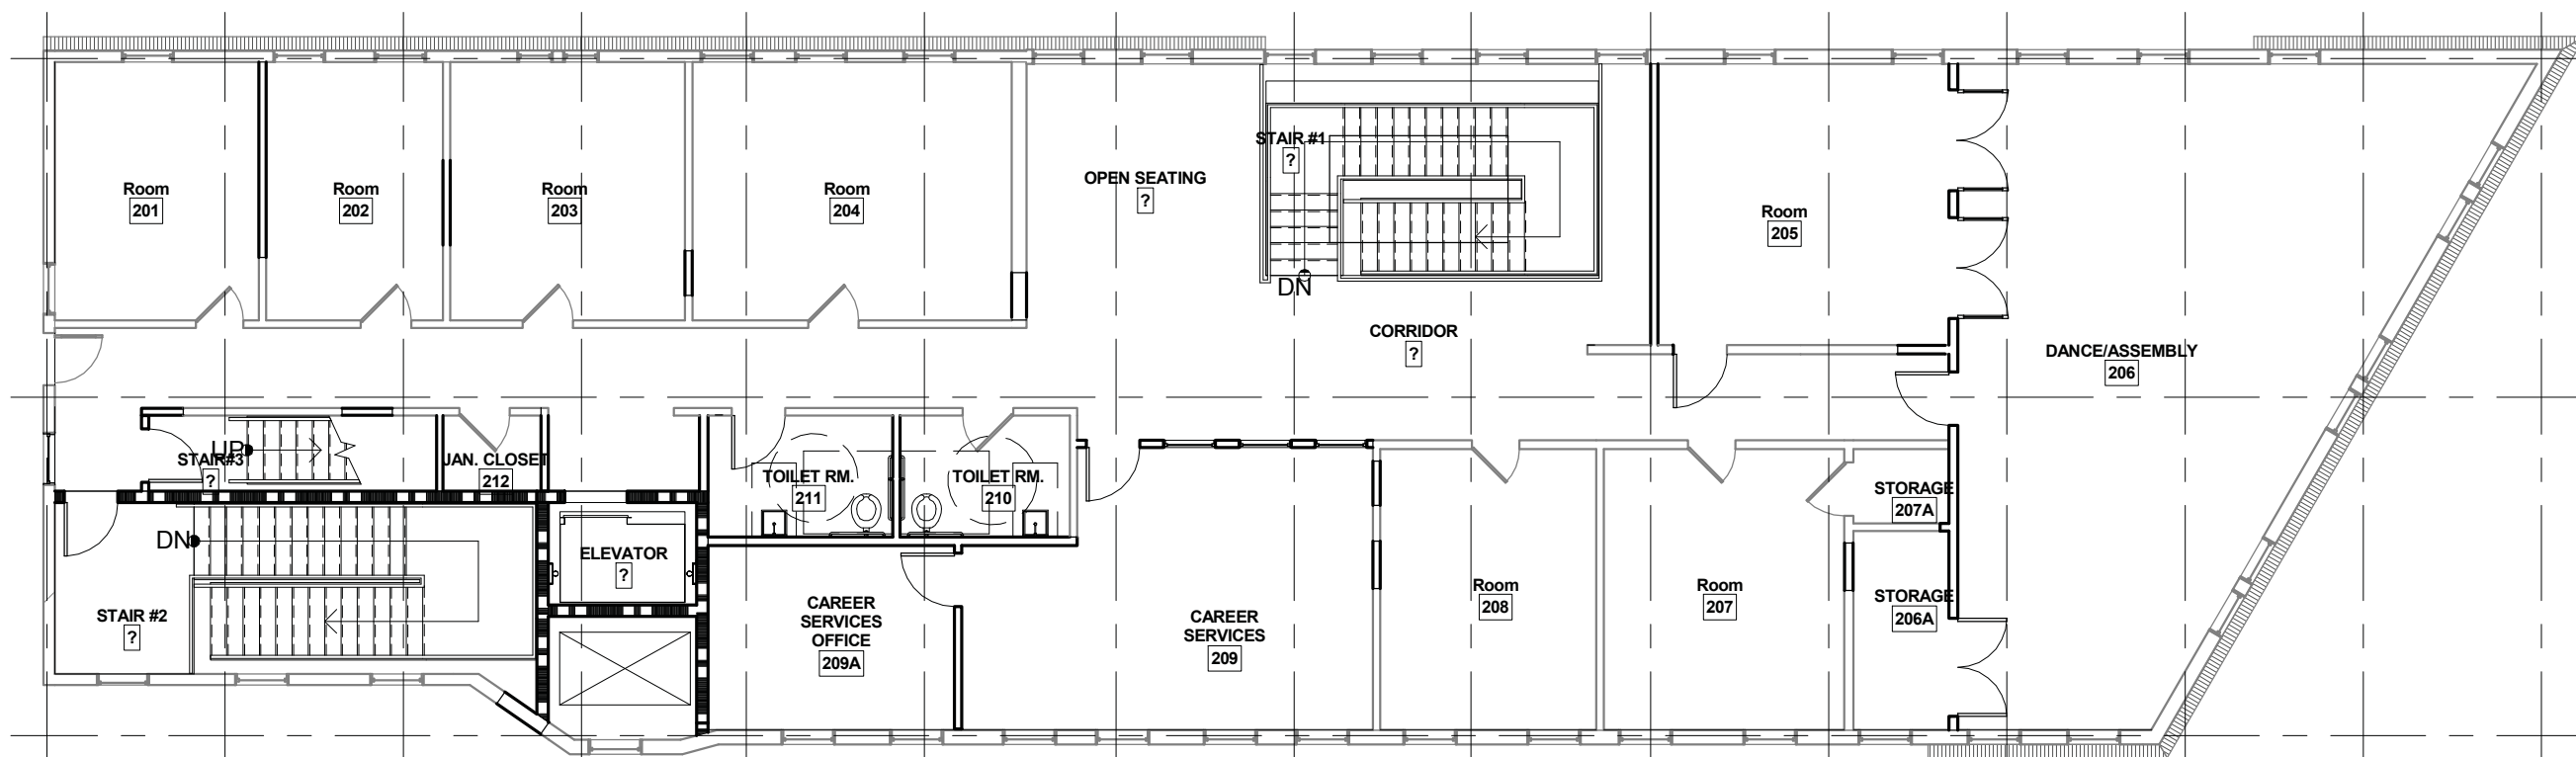 Room
201
Room
202
Room
203
Room
204
OPEN SEATING
?
STAIR #1
?
DN
Room
205
CORRIDOR
?
DANCE/ASSEMBLY
206
UP
STAIR#3
?
JAN. CLOSET
212
TOILET RM.
211
TOILET RM.
210
STORAGE
207A
DN
ELEVATOR
?
STAIR #2
?
CAREER
SERVICES
OFFICE
209A
CAREER
SERVICES
209
Room
208
Room
207
STORAGE
206A